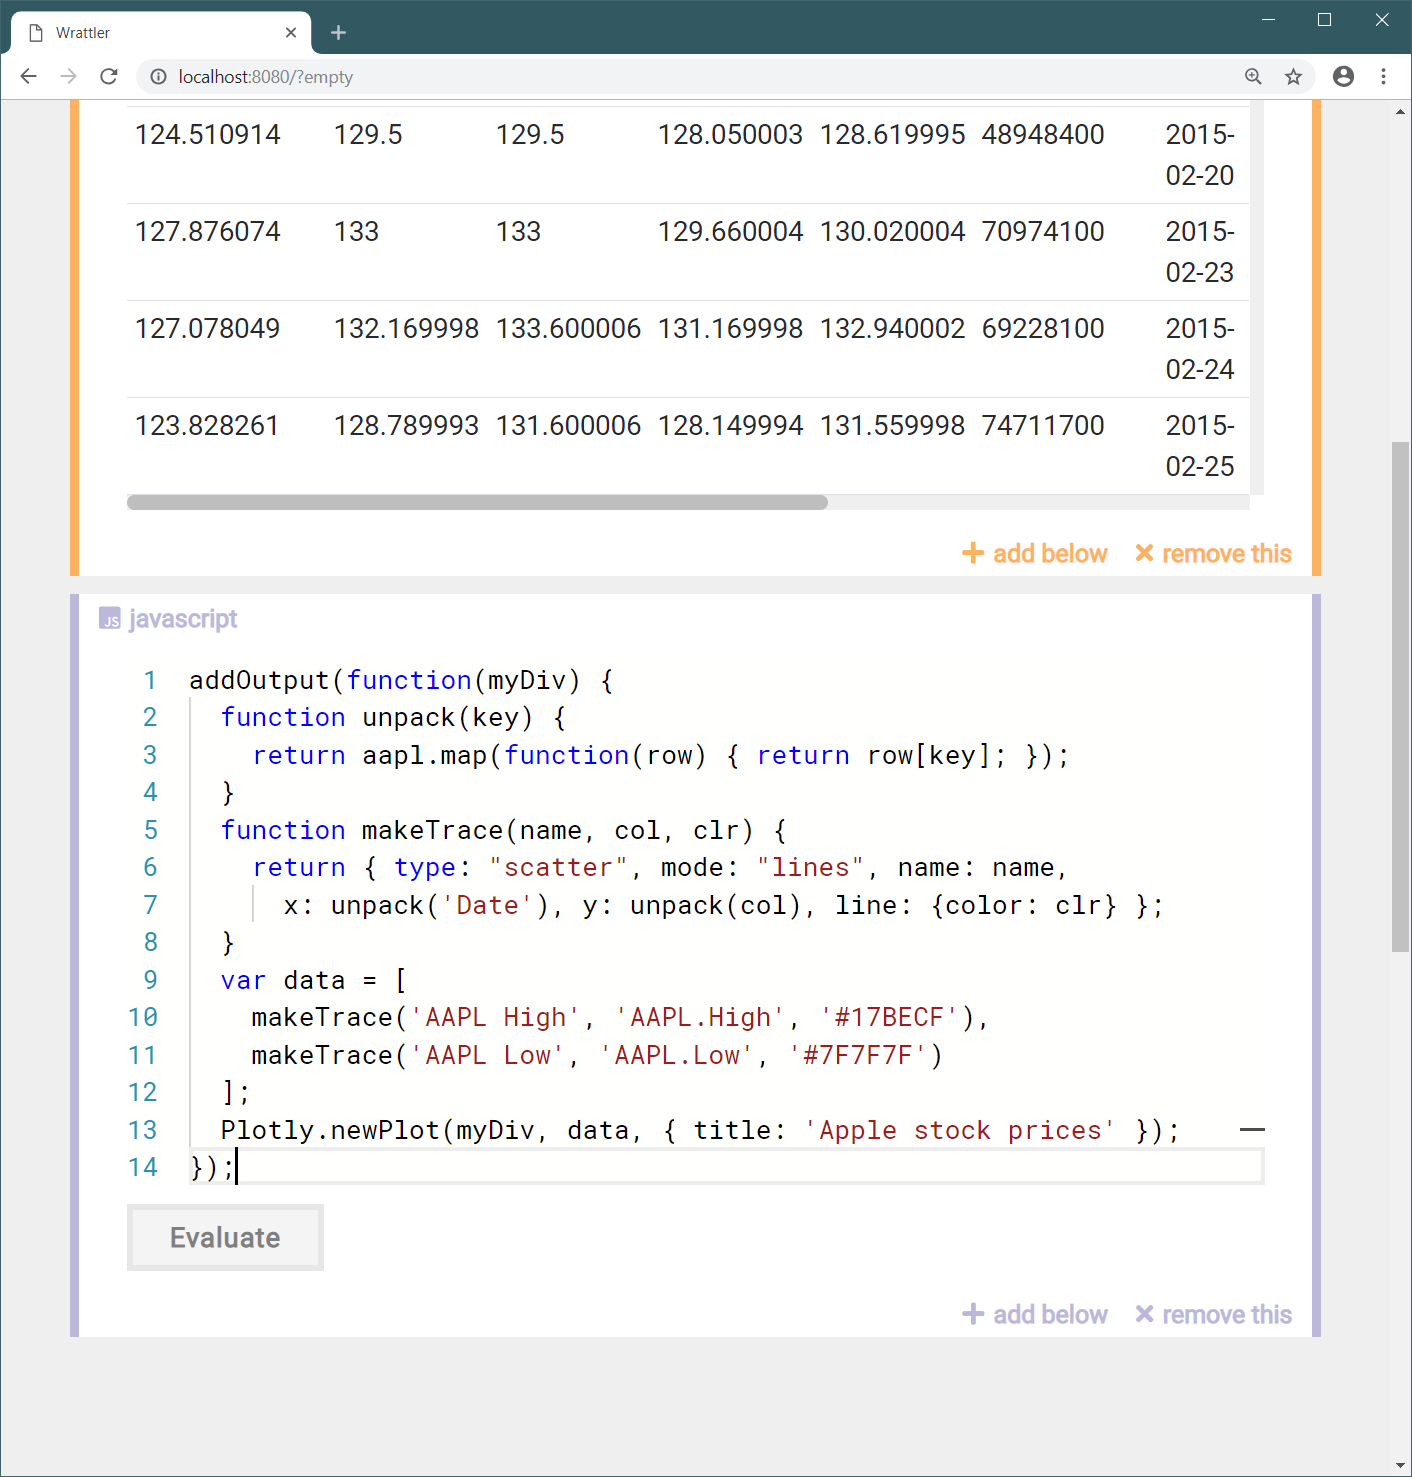 Wrattler
localhost:8080/?empty
124.510914 129.5 129.5 128.050003 128.619995 48948400 2015-
02-20
127.876074 133 133 129.660004 130.020004 70974100 2015-
02-23
127.078049 132.169998 133.600006 131.169998 132.940002 69228100 2015-
02-24
123.828261 128.789993 131.600006 128.149994 131.559998 74711700 2015-
02-25
add below remove this
JS javascript
1 addOutput(function(myDiv) {
2   function unpack(key) {
3     return aapl.map(function(row) { return row[key]; });
4   }
5   function makeTrace(name, col, clr) {
6     return { type: "scatter", mode: "lines", name: name,
7       x: unpack('Date'), y: unpack(col), line: {color: clr} };
8   }
9   var data = [
10     makeTrace('AAPL High', 'AAPL.High', '#17BECF'),
11     makeTrace('AAPL Low', 'AAPL.Low', '#7F7F7F')
12   ];
13   Plotly.newPlot(myDiv, data, { title: 'Apple stock prices' });
14 });
Evaluate
add below remove this